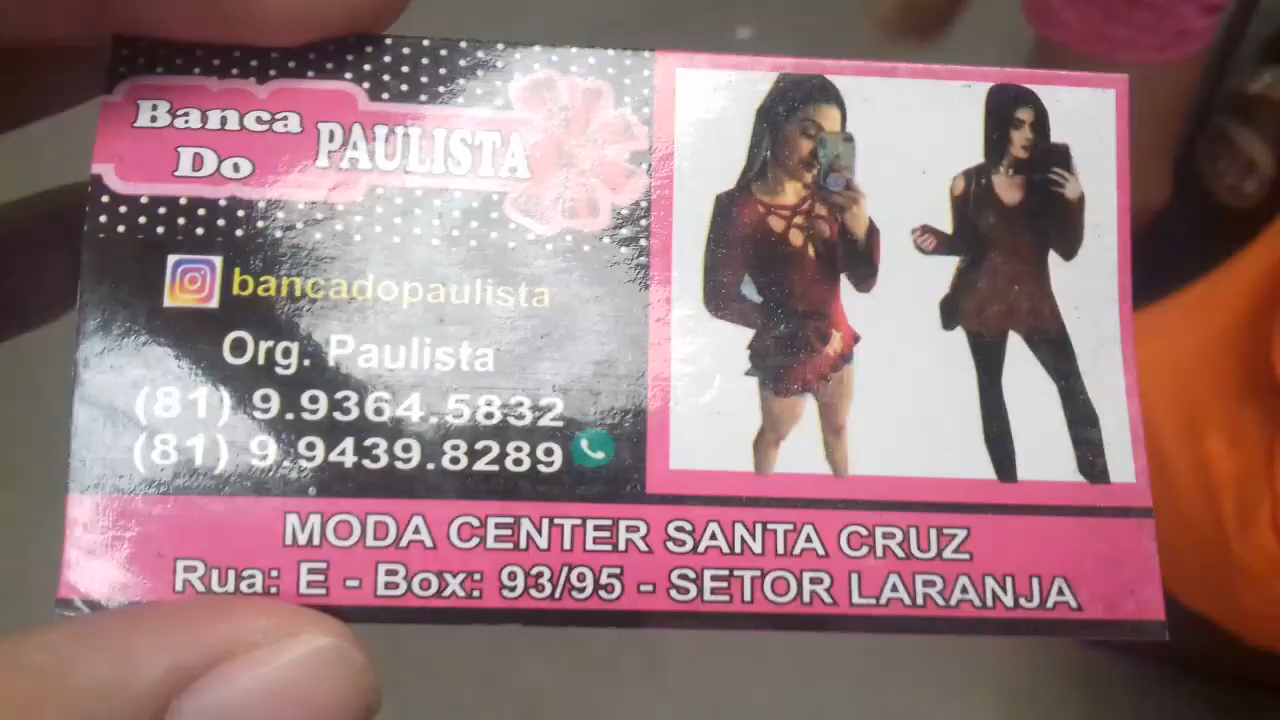 Banca
Do PAULISTA
bancadopaulista
Org. Paulista
(81) 9.9364.5832
(81) 9.9439.8289
MODA CENTER SANTA CRUZ
Rua: E - Box: 93/95 - SETOR LARANJA